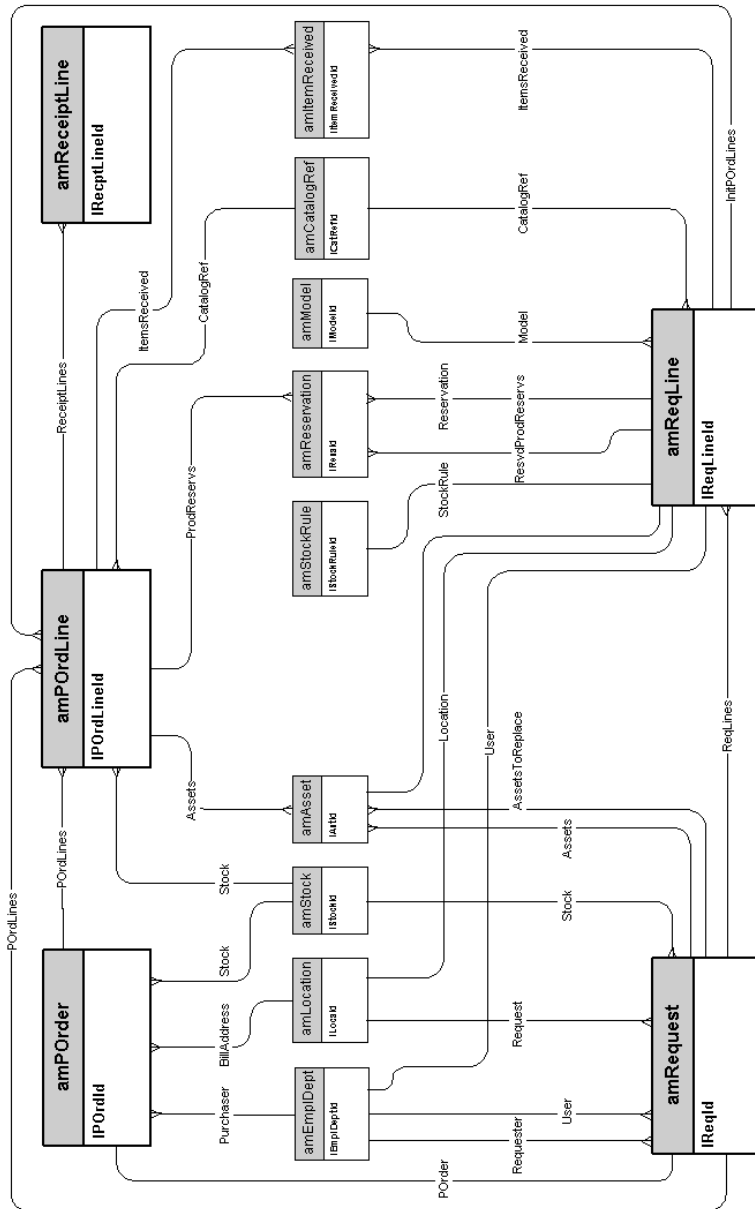 POrdLines
amPOrder
POrdLines
amPOrdLine
ReceiptLines
amReceiptLine
lPOrdId
lPOrdLineId
lRecptLineId
ItemsReceived
CatalogRef
ProdReservs
Assets
Purchaser
BillAddress
Stock
Stock
amEmplDept
amLocation
amStock
amAsset
amStockRule
amReservation
amModel
amCatalogRef
amItemReceived
lEmplDeptId
lLocaId
lStockId
lAstId
lStockRuleId
lResaId
lModelId
lCatRefId
lItemReceivedId
POrder
Location
StockRule
Reservation
User
ResvdProdReservs
Model
CatalogRef
ItemsReceived
AssetsToReplace
Requester
User
Request
Stock
Assets
amRequest
amReqLine
lReqId
ReqLines
lReqLineId
InitPOrdLines